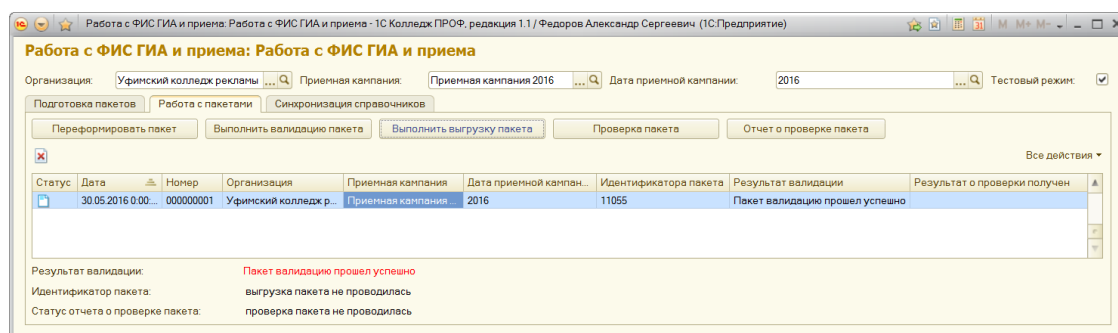 Работа с ФИС ГИА и приема: Работа с ФИС ГИА и приема - 1С Колледж ПРОФ, редакция 1.1 / Федоров Александр Сергеевич (1С:Предприятие)
M M+ M-
Работа с ФИС ГИА и приема: Работа с ФИС ГИА и приема
Организация: Уфимский колледж рекламы ... Приемная кампания: Приемная кампания 2016 ... Дата приемной кампании: 2016 ... Тестовый режим:
Подготовка пакетов Работа с пакетами Синхронизация справочников
Переформировать пакет Выполнить валидацию пакета Выполнить выгрузку пакета Проверка пакета Отчет о проверке пакета
Все действия
Статус Дата Номер Организация Приемная кампания Дата приемной кампан... Идентификатора пакета Результат валидации Результат о проверки получен
30.05.2016 0:00:... 000000001 Уфимский колледж р... Приемная кампания ... 2016 11055 Пакет валидацию прошел успешно
Результат валидации: Пакет валидацию прошел успешно
Идентификатор пакета: выгрузка пакета не проводилась
Статус отчета о проверке пакета: проверка пакета не проводилась